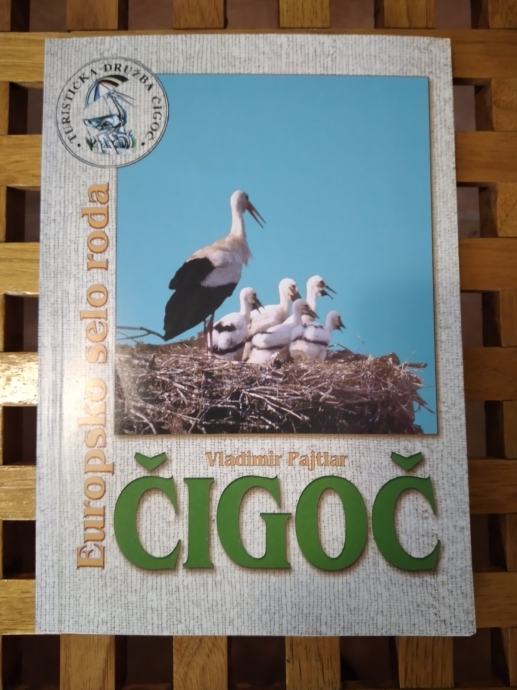 TURISTIČKA DRUŽBA ČIGOČ
Europsko selo roda
Vladimir Pajtlar
ČIGOČ